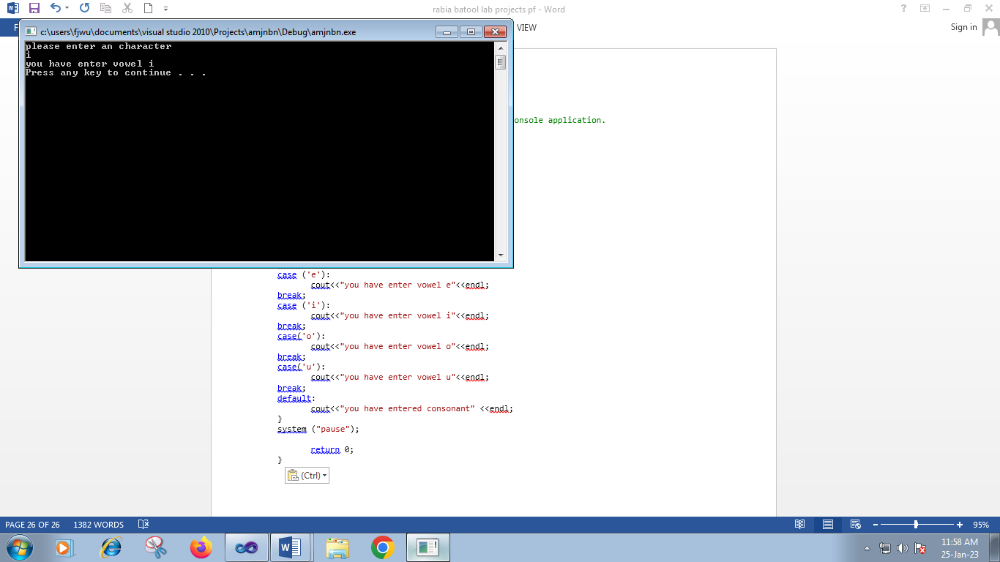 rabia batool lab projects pf - Word
F
VIEW
Sign in
c:\users\fjwu\documents\visual studio 2010\Projects\amjnbn\Debug\amjnbn.exe
please enter an character
i
you have enter vowel i
Press any key to continue . . .
onsole application.
case ('e'):
cout<<"you have enter vowel e"<<endl;
break;
case ('i'):
cout<<"you have enter vowel i"<<endl;
break;
case('o'):
cout<<"you have enter vowel o"<<endl;
break;
case('u'):
cout<<"you have enter vowel u"<<endl;
break;
default:
cout<<"you have entered consonant" <<endl;
}
system ("pause");
return 0;
}
(Ctrl)
PAGE 26 OF 26 1382 WORDS 95%
11:58 AM
25-Jan-23